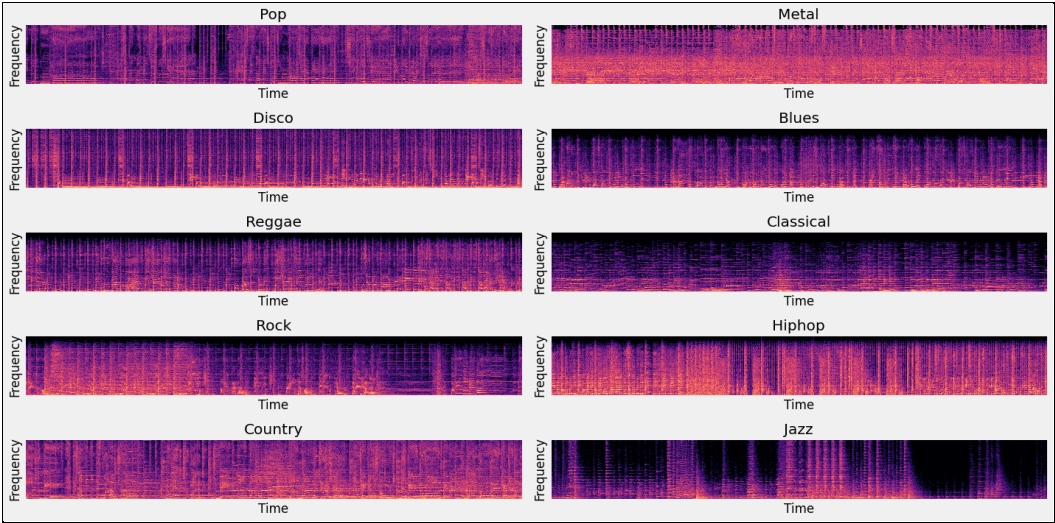 Pop
Frequency
Time
Metal
Frequency
Time
Disco
Frequency
Time
Blues
Frequency
Time
Reggae
Frequency
Time
Classical
Frequency
Time
Rock
Frequency
Time
Hiphop
Frequency
Time
Country
Frequency
Time
Jazz
Frequency
Time